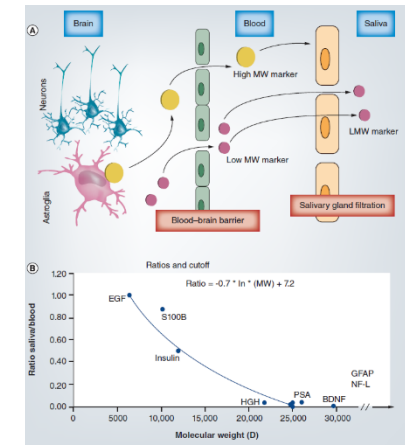 Brain Blood Saliva
A
Neurons
High MW marker
LMW marker
Low MW marker
Astroglia
Blood–brain barrier
Salivary gland filtration
B
Ratios and cutoff
Ratio = -0.7 * ln * (MW) + 7.2
Ratio saliva/blood
1.20
1.00
0.80
0.60
0.40
0.20
0.00
EGF
S100B
Insulin
HGH
PSA
BDNF
GFAP
NF-L
0 5000 10,000 15,000 20,000 25,000 30,000
Molecular weight (D)